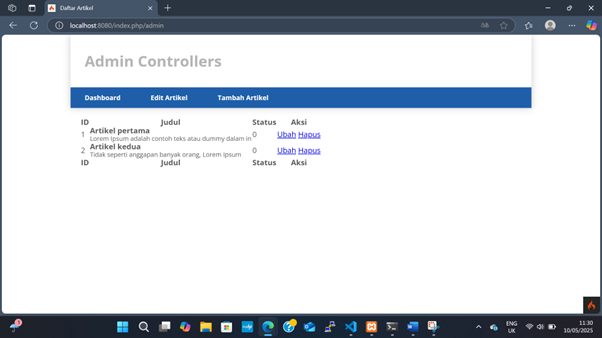 Daftar Artikel
localhost:8080/index.php/admin
Admin Controllers
Dashboard Edit Artikel Tambah Artikel
ID Judul Status Aksi
Artikel pertama
1 0 Ubah Hapus
Lorem Ipsum adalah contoh teks atau dummy dalam in
Artikel kedua
2 0 Ubah Hapus
Tidak seperti anggapan banyak orang, Lorem Ipsum
ID Judul Status Aksi
ENG
UK
11:30
10/05/2025